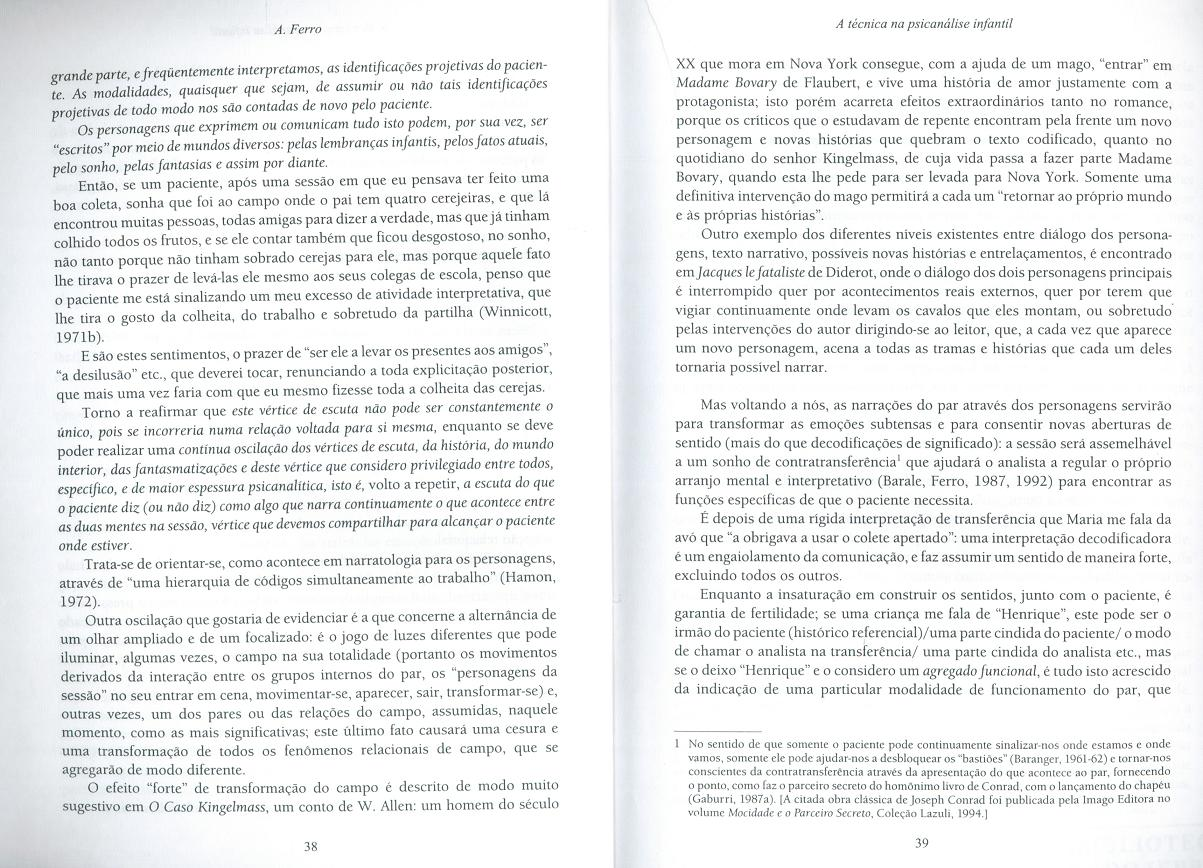 A. Ferro
grande parte, e freqüentemente interpretamos, as identificações projetivas do pacien-
te. As modalidades, quaisquer que sejam, de assumir ou não tais identificações
projetivas de todo modo nos são contadas de novo pelo paciente.
Os personagens que exprimem ou comunicam tudo isto podem, por sua vez, ser
“escritos” por meio de mundos diversos: pelas lembranças infantis, pelos fatos atuais,
pelo sonho, pelas fantasias e assim por diante.
Então, se um paciente, após uma sessão em que eu pensava ter feito uma
boa coleta, sonha que foi ao campo onde o pai tem quatro cerejeiras, e que lá
encontrou muitas pessoas, todas amigas para dizer a verdade, mas que já tinham
colhido todos os frutos, e se ele contar também que ficou desgostoso, no sonho,
não tanto porque não tinham sobrado cerejas para ele, mas porque aquele fato
lhe tirava o prazer de levá-las ele mesmo aos seus colegas de escola, penso que
o paciente me está sinalizando um meu excesso de atividade interpretativa, que
lhe tira o gosto da colheita, do trabalho e sobretudo da partilha (Winnicott,
1971b).
E são estes sentimentos, o prazer de “ser ele a levar os presentes aos amigos”,
“a desilusão” etc., que deverei tocar, renunciando a toda explicitação posterior,
que mais uma vez faria com que eu mesmo fizesse toda a colheita das cerejas.
Torno a reafirmar que este vértice de escuta não pode ser constantemente o
único, pois se incorreria numa relação voltada para si mesma, enquanto se deve
poder realizar uma contínua oscilação dos vértices de escuta, da história, do mundo
interior, das fantasmatizações e deste vértice que considero privilegiado entre todos,
específico, e de maior espessura psicanalítica, isto é, volto a repetir, a escuta do que
o paciente diz (ou não diz) como algo que narra continuamente o que acontece entre
as duas mentes na sessão, vértice que devemos compartilhar para alcançar o paciente
onde estiver.
Trata-se de orientar-se, como acontece em narratologia para os personagens,
através de “uma hierarquia de códigos simultaneamente ao trabalho” (Hamon,
1972).
Outra oscilação que gostaria de evidenciar é a que concerne a alternância de
um olhar ampliado e de um focalizado: é o jogo de luzes diferentes que pode
iluminar, algumas vezes, o campo na sua totalidade (portanto os movimentos
derivados da interação entre os grupos internos do par, os “personagens da
sessão” no seu entrar em cena, movimentar-se, aparecer, sair, transformar-se) e,
outras vezes, um dos pares ou das relações do campo, assumidas, naquele
momento, como as mais significativas; este último fato causará uma cesura e
uma transformação de todos os fenômenos relacionais de campo, que se
agregarão de modo diferente.
O efeito “forte” de transformação do campo é descrito de modo muito
sugestivo em O Caso Kingelmass, um conto de W. Allen: um homem do século
38
A técnica na psicanálise infantil
XX que mora em Nova York consegue, com a ajuda de um mago, “entrar” em
Madame Bovary de Flaubert, e vive uma história de amor justamente com a
protagonista; isto porém acarreta efeitos extraordinários tanto no romance,
porque os críticos que o estudavam de repente encontram pela frente um novo
personagem e novas histórias que quebram o texto codificado, quanto no
quotidiano do senhor Kingelmass, de cuja vida passa a fazer parte Madame
Bovary, quando esta lhe pede para ser levada para Nova York. Somente uma
definitiva intervenção do mago permitirá a cada um “retornar ao próprio mundo
e às próprias histórias”.
Outro exemplo dos diferentes níveis existentes entre diálogo dos persona-
gens, texto narrativo, possíveis novas histórias e entrelaçamentos, é encontrado
em Jacques le fataliste de Diderot, onde o diálogo dos dois personagens principais
é interrompido quer por acontecimentos reais externos, quer por terem que
vigiar continuamente onde levam os cavalos que eles montam, ou sobretudo
pelas intervenções do autor dirigindo-se ao leitor, que, a cada vez que aparece
um novo personagem, acena a todas as tramas e histórias que cada um deles
tornaria possível narrar.
Mas voltando a nós, as narrações do par através dos personagens servirão
para transformar as emoções subtensas e para consentir novas aberturas de
sentido (mais do que decodificações de significado): a sessão será assemelhável
a um sonho de contratransferência¹ que ajudará o analista a regular o próprio
arranjo mental e interpretativo (Barale, Ferro, 1987, 1992) para encontrar as
funções específicas de que o paciente necessita.
É depois de uma rígida interpretação de transferência que Maria me fala da
avó que “a obrigava a usar o colete apertado”: uma interpretação decodificadora
é um engaiolamento da comunicação, e faz assumir um sentido de maneira forte,
excluindo todos os outros.
Enquanto a insaturação em construir os sentidos, junto com o paciente, é
garantia de fertilidade; se uma criança me fala de “Henrique”, este pode ser o
irmão do paciente (histórico referencial)/uma parte cindida do paciente/ o modo
de chamar o analista na transferência/ uma parte cindida do analista etc., mas
se o deixo “Henrique” e o considero um agregado funcional, é tudo isto acrescido
da indicação de uma particular modalidade de funcionamento do par, que
1 No sentido de que somente o paciente pode continuamente sinalizar-nos onde estamos e onde
vamos, somente ele pode ajudar-nos a desbloquear os “bastiões” (Baranger, 1961-62) e tornar-nos
conscientes da contratransferência através da apresentação do que acontece ao par, fornecendo
o ponto, como faz o parceiro secreto do homônimo livro de Conrad, com o lançamento do chapéu
(Gaburri, 1987a). [A citada obra clássica de Joseph Conrad foi publicada pela Imago Editora no
volume Mocidade e o Parceiro Secreto, Coleção Lazuli, 1994.]
39